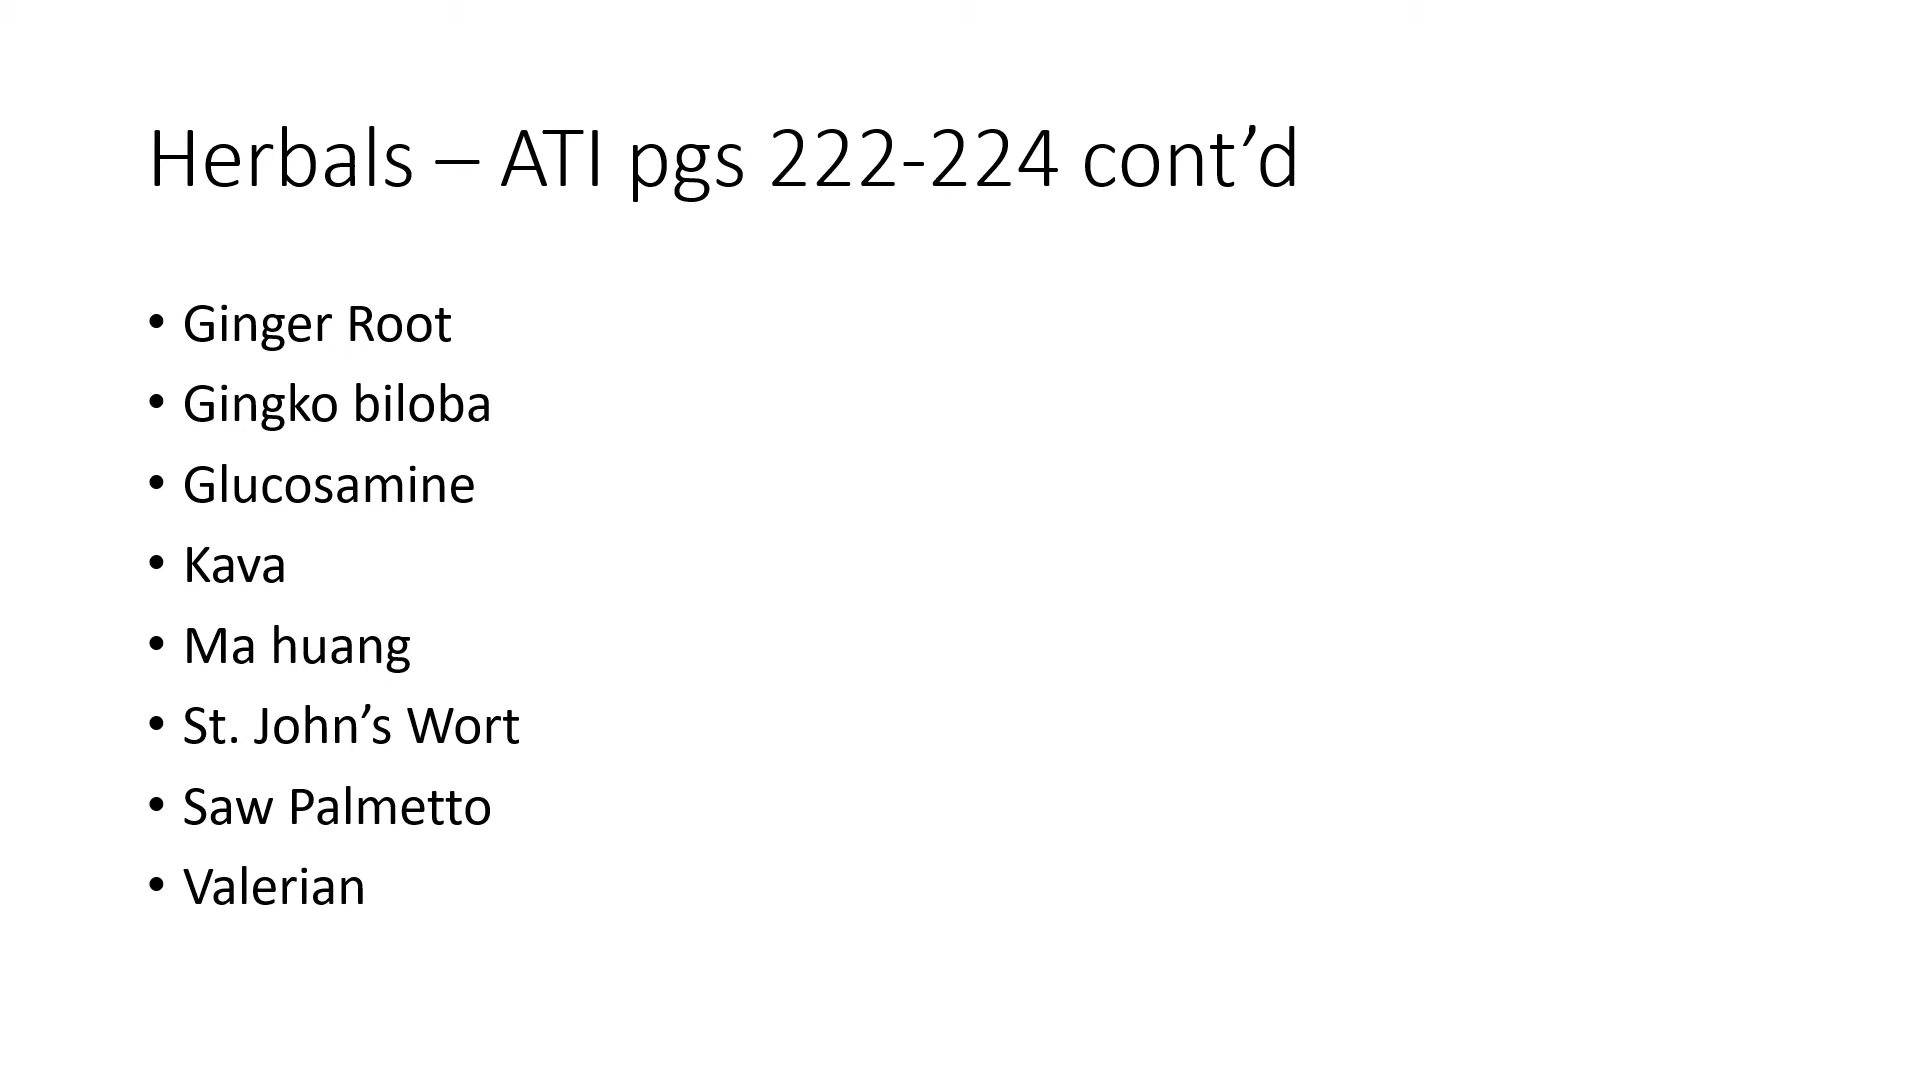 Herbals – ATI pgs 222-224 cont’d
• Ginger Root
• Gingko biloba
• Glucosamine
• Kava
• Ma huang
• St. John’s Wort
• Saw Palmetto
• Valerian